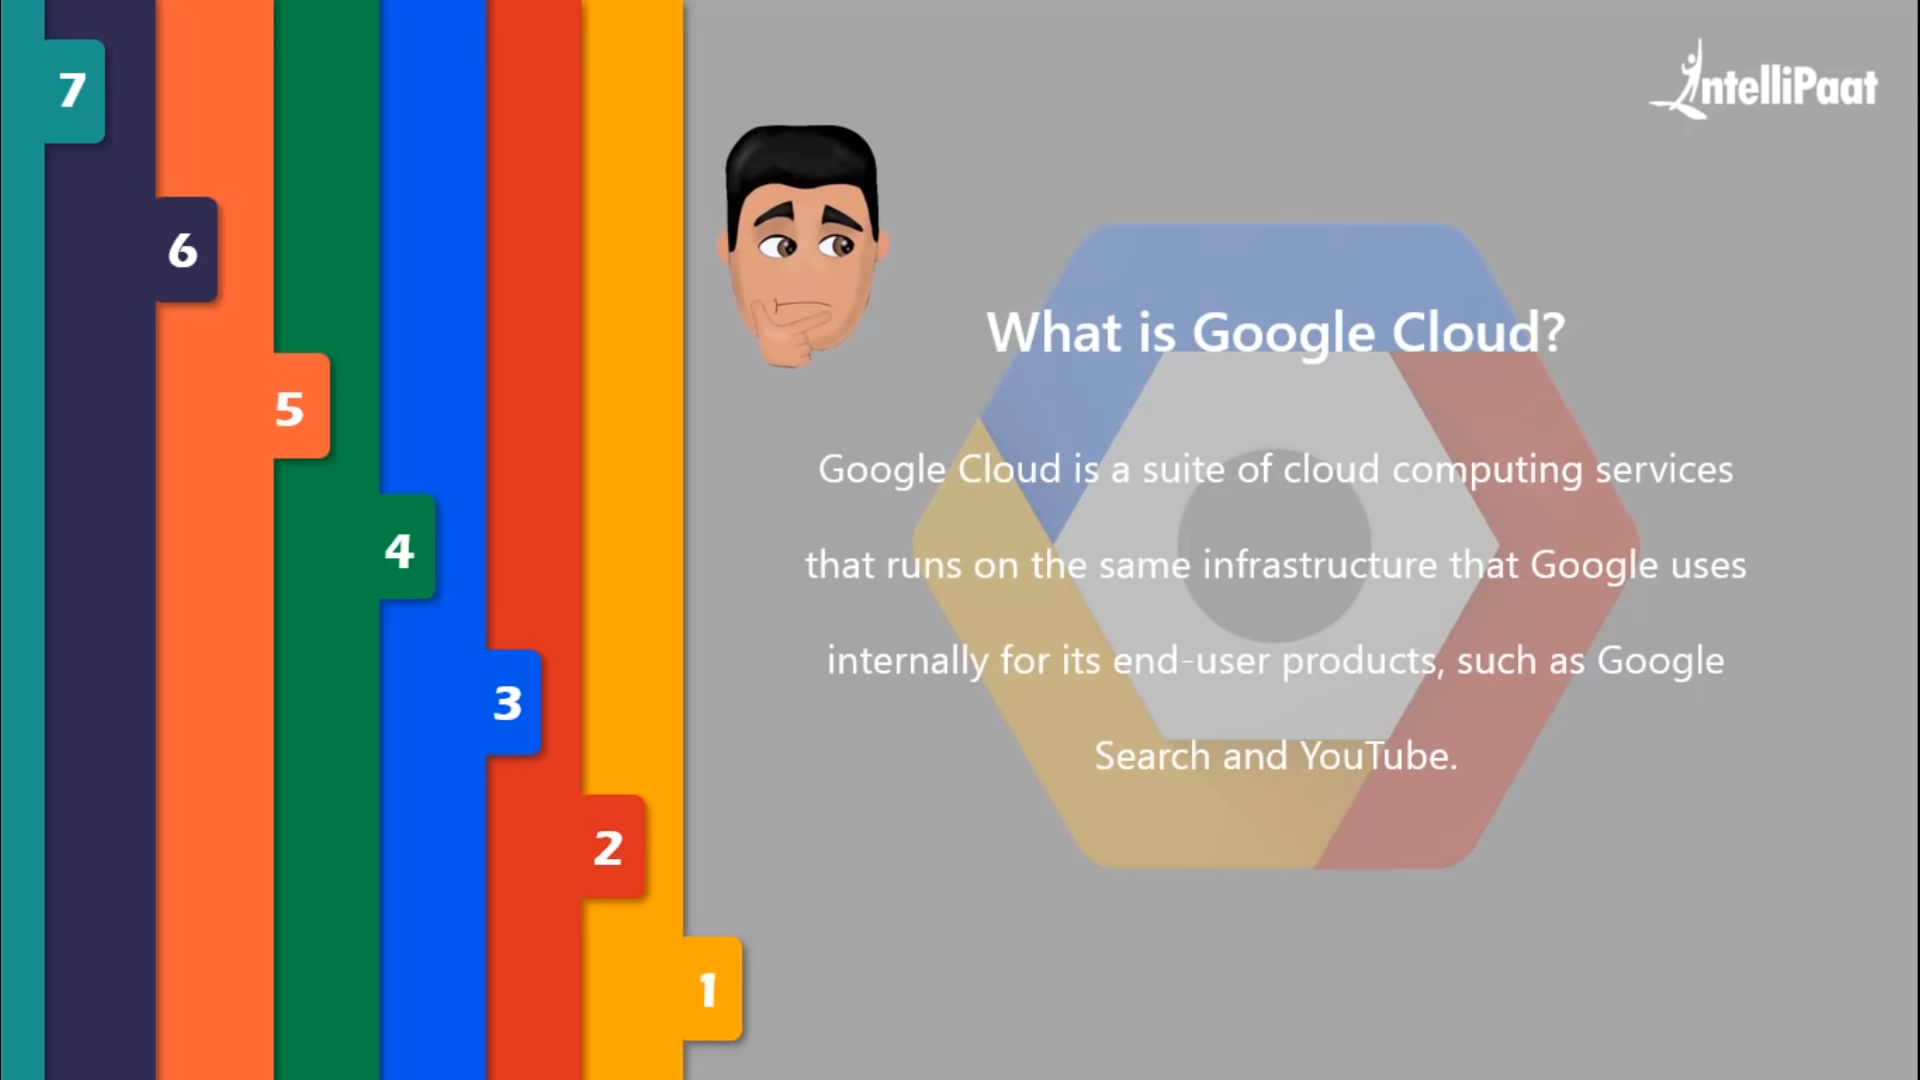 7
IntelliPaat
6
What is Google Cloud?
5
Google Cloud is a suite of cloud computing services
4
that runs on the same infrastructure that Google uses
internally for its end-user products, such as Google
3
Search and YouTube.
2
1